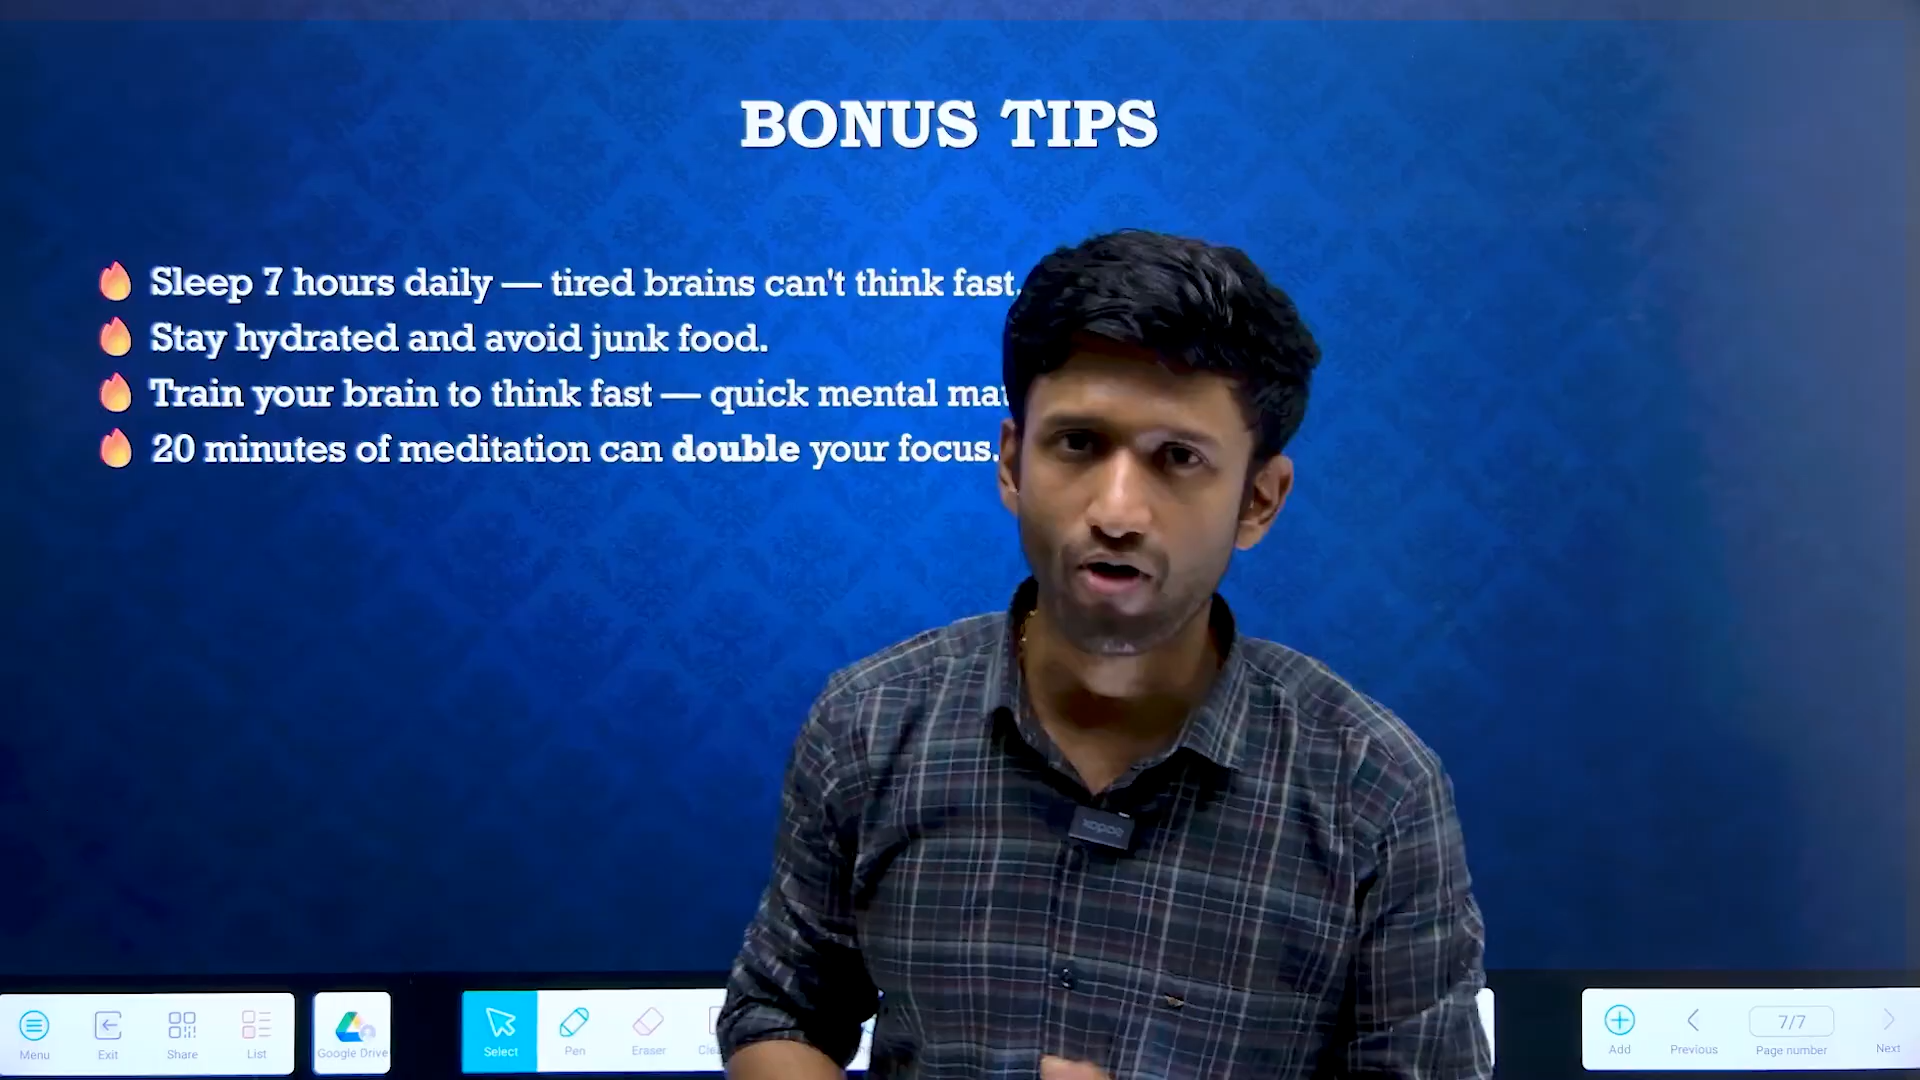 BONUS TIPS
Sleep 7 hours daily — tired brains can't think fast.
Stay hydrated and avoid junk food.
Train your brain to think fast — quick mental
20 minutes of meditation can double your focus.
Menu
Exit
Share
List
Google Drive
Select
Pen
Eraser
Add
Previous
7/7
Page number
Next